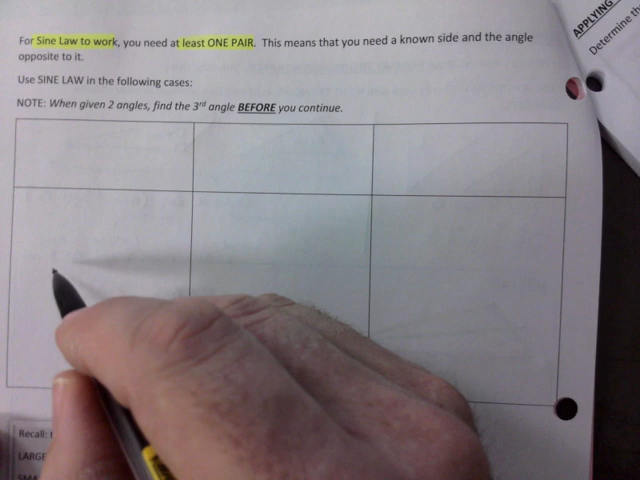 For Sine Law to work, you need at least ONE PAIR. This means that you need a known side and the angle
opposite to it.
Use SINE LAW in the following cases:
NOTE: When given 2 angles, find the 3rd angle BEFORE you continue.
APPLYING
Determine
Recall:
LARGE